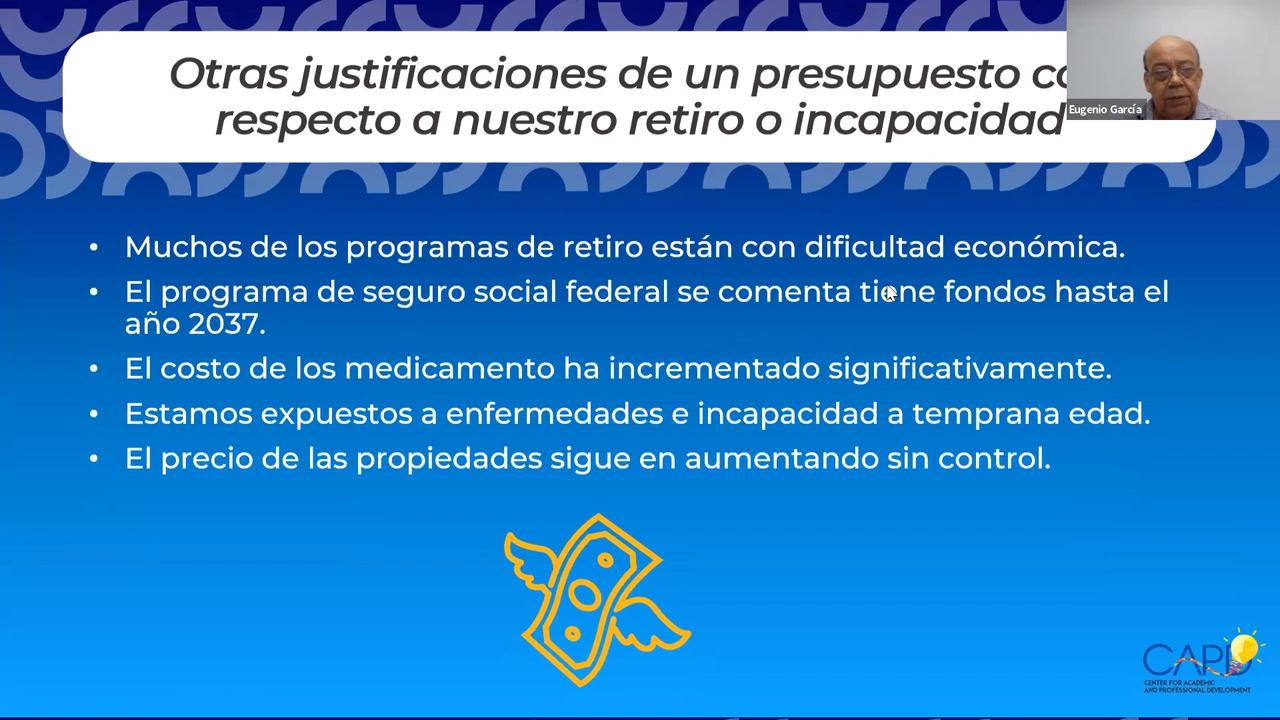 Otras justificaciones de un presupuesto
respecto a nuestro retiro o incapacidad
Eugenio García
• Muchos de los programas de retiro están con dificultad económica.
• El programa de seguro social federal se comenta tiene fondos hasta el
año 2037.
• El costo de los medicamento ha incrementado significativamente.
• Estamos expuestos a enfermedades e incapacidad a temprana edad.
• El precio de las propiedades sigue en aumentando sin control.
CAPD
CENTER FOR ACADEMIC
AND PROFESSIONAL DEVELOPMENT